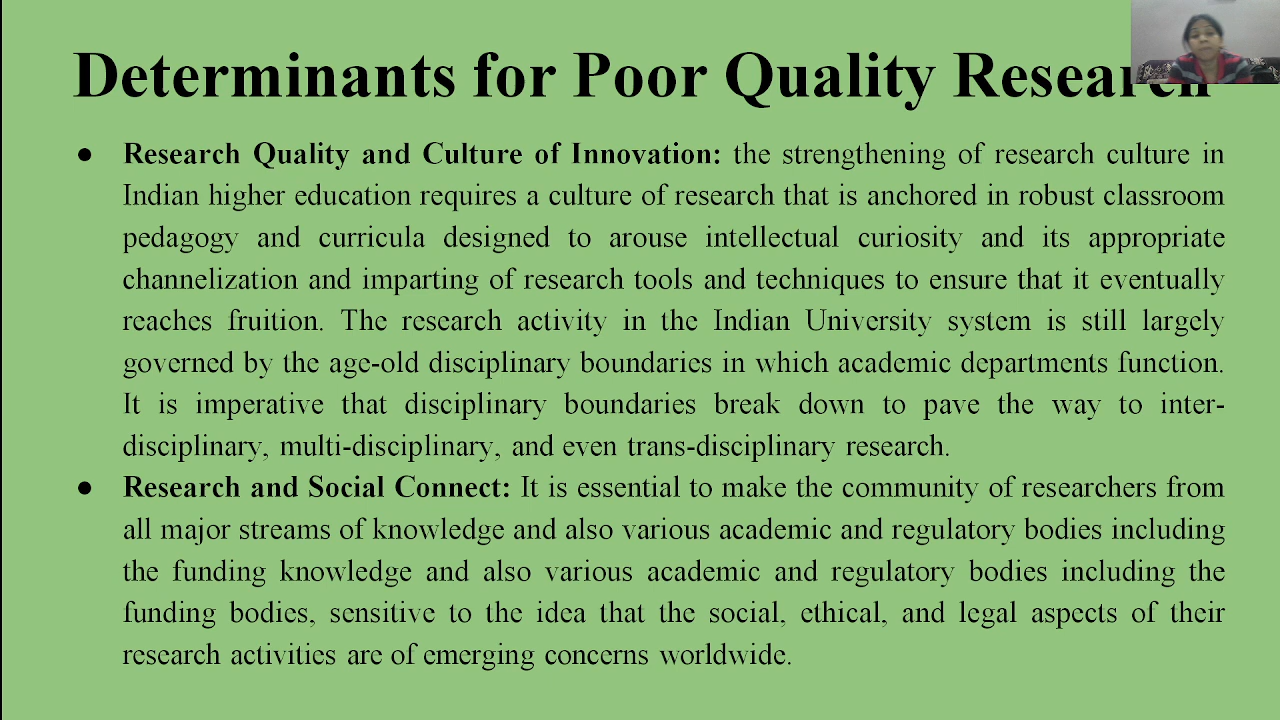 Determinants for Poor Quality Research
● Research Quality and Culture of Innovation: the strengthening of research culture in
Indian higher education requires a culture of research that is anchored in robust classroom
pedagogy and curricula designed to arouse intellectual curiosity and its appropriate
channelization and imparting of research tools and techniques to ensure that it eventually
reaches fruition. The research activity in the Indian University system is still largely
governed by the age-old disciplinary boundaries in which academic departments function.
It is imperative that disciplinary boundaries break down to pave the way to inter-
disciplinary, multi-disciplinary, and even trans-disciplinary research.
● Research and Social Connect: It is essential to make the community of researchers from
all major streams of knowledge and also various academic and regulatory bodies including
the funding knowledge and also various academic and regulatory bodies including the
funding bodies, sensitive to the idea that the social, ethical, and legal aspects of their
research activities are of emerging concerns worldwide.